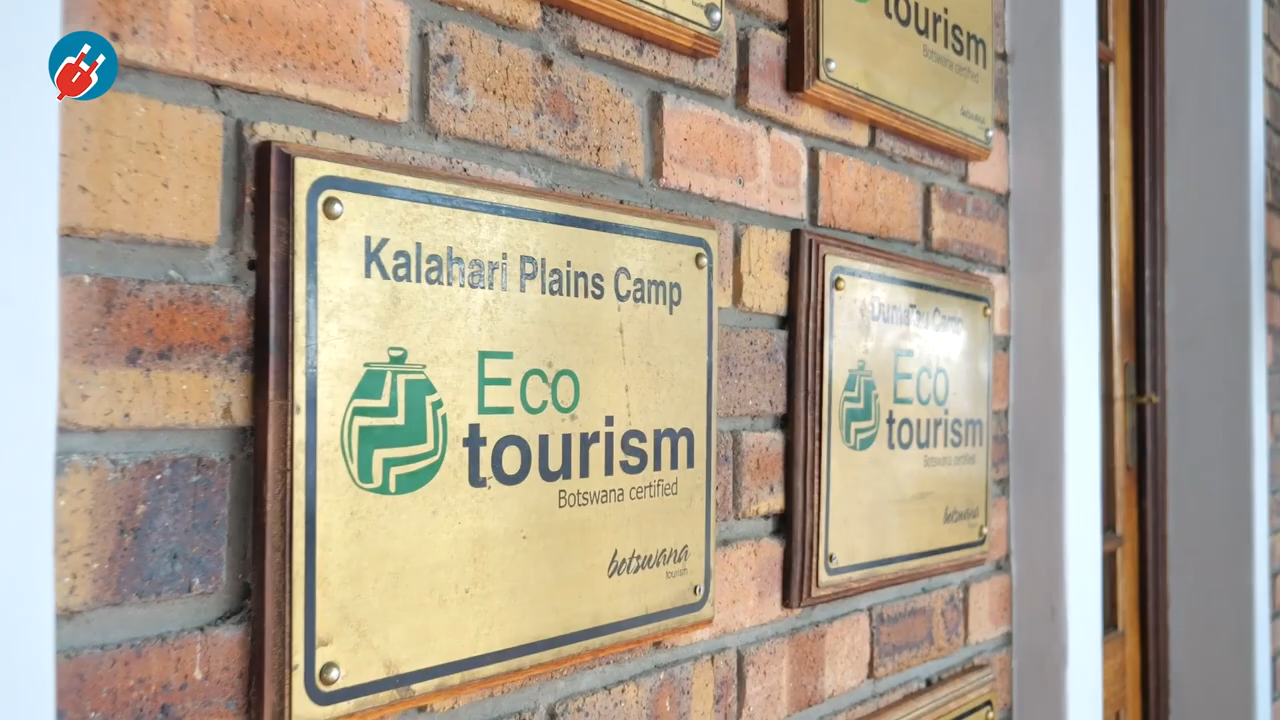 tourism
Botswana certified
botswana
Kalahari Plains Camp
Eco
tourism
Botswana certified
botswana
tourism
DumaTau Camp
Eco
tourism
Botswana certified
botswana